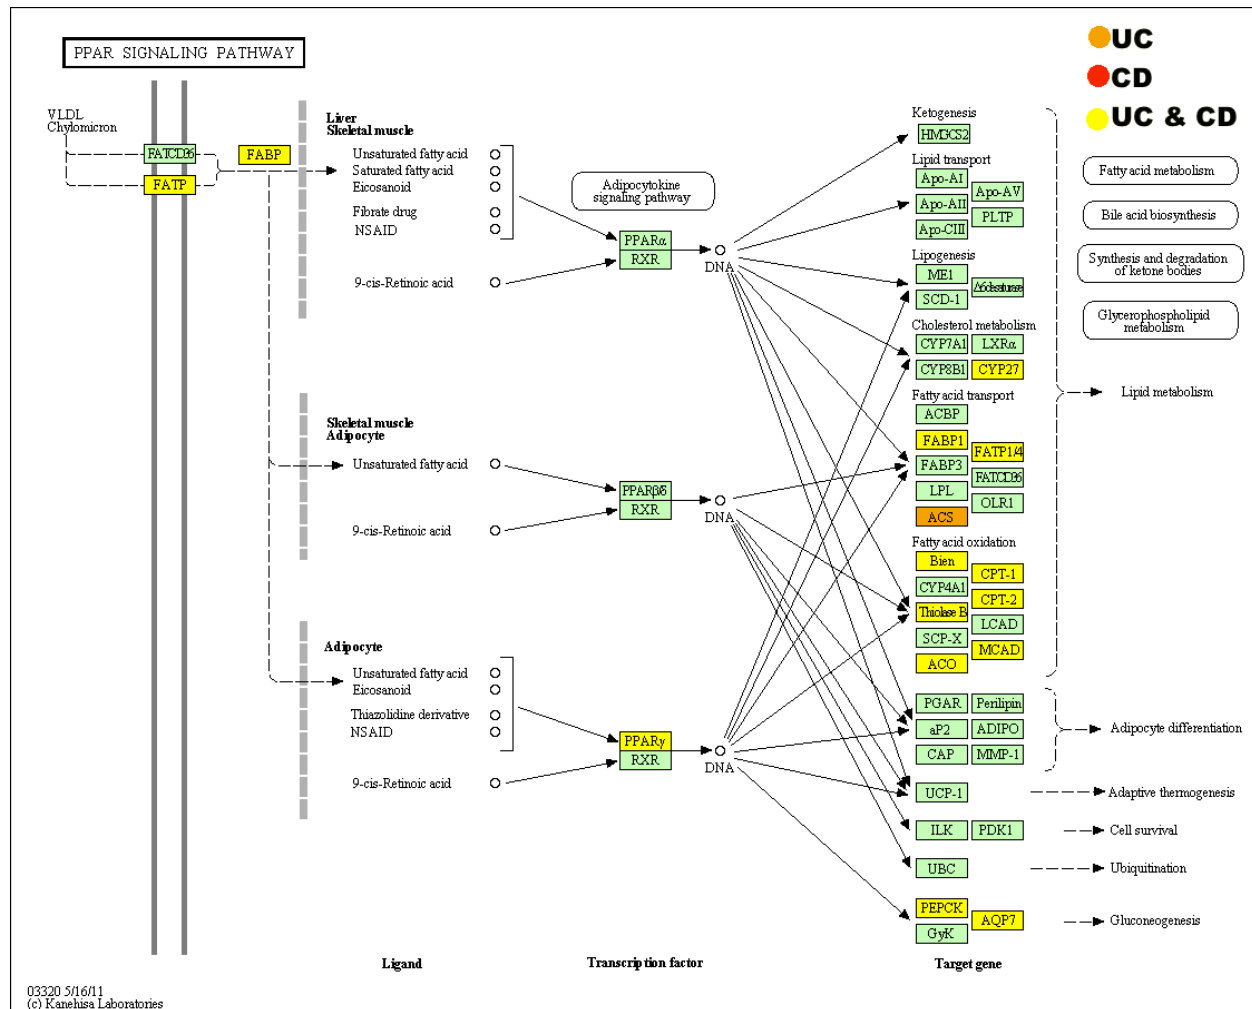 PPAR SIGNALING PATHWAY
UC
CD
UC & CD
VLDL
Chylomicron
FATCD36
FATP
FABP
Liver
Skeletal muscle
Unsaturated fatty acid
Saturated fatty acid
Eicosanoid
Fibrate drug
NSAID
9-cis-Retinoic acid
Adipocytokine
signaling pathway
PPARα
RXR
DNA
Skeletal muscle
Adipocyte
Unsaturated fatty acid
9-cis-Retinoic acid
PPARβ/δ
RXR
DNA
Adipocyte
Unsaturated fatty acid
Eicosanoid
Thiazolidine derivative
NSAID
9-cis-Retinoic acid
PPARγ
RXR
DNA
Ketogenesis
HMGCS2
Lipid transport
Apo-AI
Apo-AV
Apo-AII
PLTP
Apo-CIII
Lipogenesis
ME1
Δ6desaturase
SCD-1
Cholesterol metabolism
CYP7A1
LXRα
CYP8B1
CYP27
Fatty acid transport
ACBP
FABP1
FATP1/4
FABP3
FATCD36
LPL
OLR1
ACS
Fatty acid oxidation
Bien
CPT-1
CYP4A1
CPT-2
Thiolase B
LCAD
SCP-X
MCAD
ACO
PGAR
Perilipin
aP2
ADIPO
CAP
MMP-1
UCP-1
ILK
PDK1
UBC
PEPCK
AQP7
GyK
Fatty acid metabolism
Bile acid biosynthesis
Synthesis and degradation
of ketone bodies
Glycerophospholipid
metabolism
Lipid metabolism
Adipocyte differentiation
Adaptive thermogenesis
Cell survival
Ubiquitination
Gluconeogenesis
Ligand
Transcription factor
Target gene
03320 5/16/11
(c) Kanehisa Laboratories